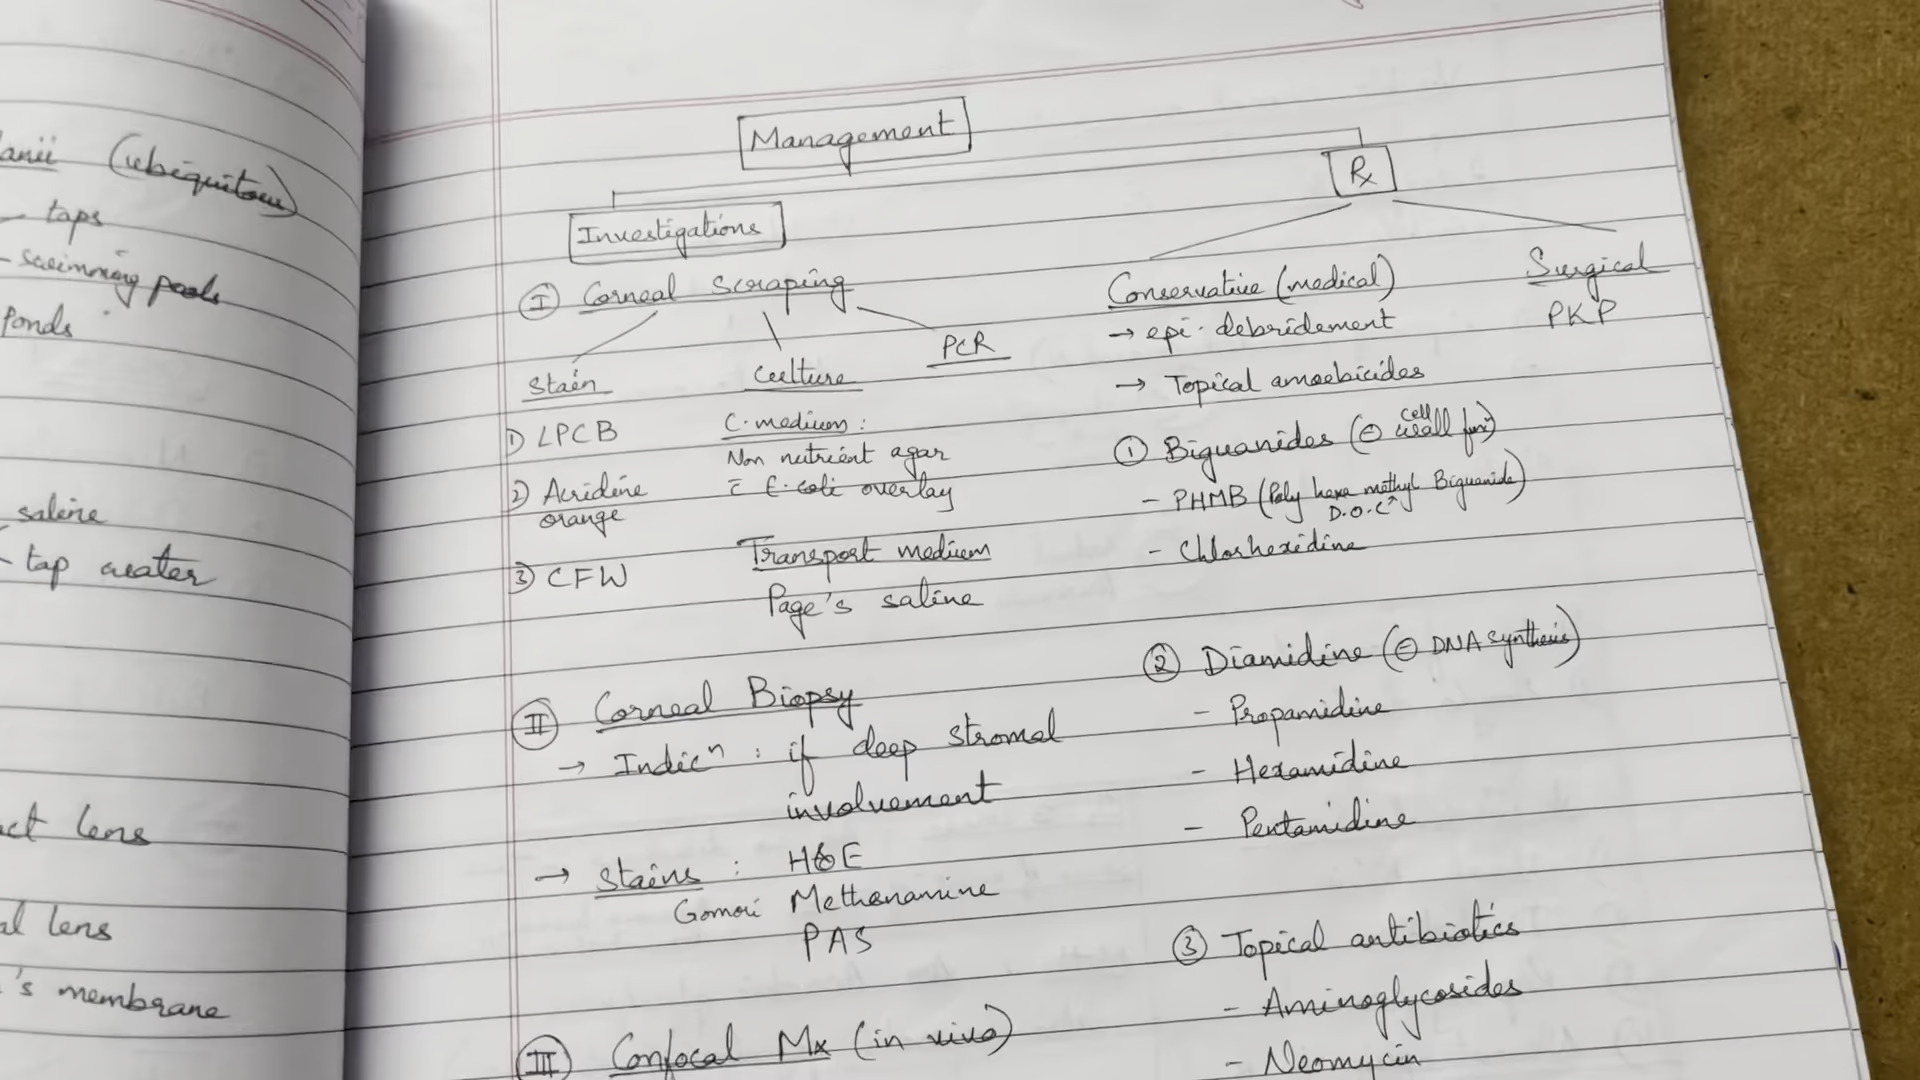 anii (ubiquitous)
- taps
- swimming pools
Ponds
saline
- tap water
act lens
al lens
's membrane
Management
Investigations
Rx
I Corneal Scraping
Stain
Culture
PCR
1) LPCB
2) Acridine
orange
3) CFW
C. medium :
Non nutrient agar
c̄ E. coli overlay
Transport medium
Page's saline
II Corneal Biopsy
→ Indicⁿ : if deep stromal
involvement
→ Stains : H&E
Gomori Methenamine
PAS
III Confocal Mx (in vivo)
Conservative (medical)
→ epi. debridement
→ Topical amoebicides
① Biguanides (⊖ cell wall funⁿ)
- PHMB (Poly hexa methyl Biguanide)
D.O.C↑
- Chlorhexidine
② Diamidine (⊖ DNA synthesis)
- Propamidine
- Hexamidine
- Pentamidine
③ Topical antibiotics
- Aminoglycosides
- Neomycin
Surgical
PKP